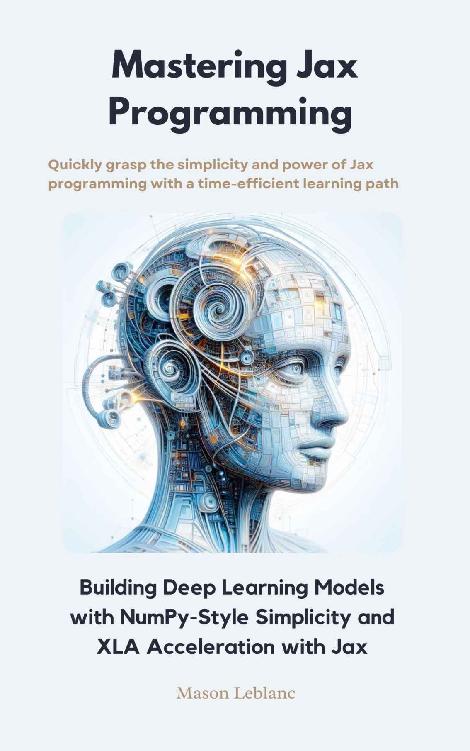 Mastering Jax
Programming
Quickly grasp the simplicity and power of Jax
programming with a time-efficient learning path
Building Deep Learning Models
with NumPy-Style Simplicity and
XLA Acceleration with Jax
Mason Leblanc